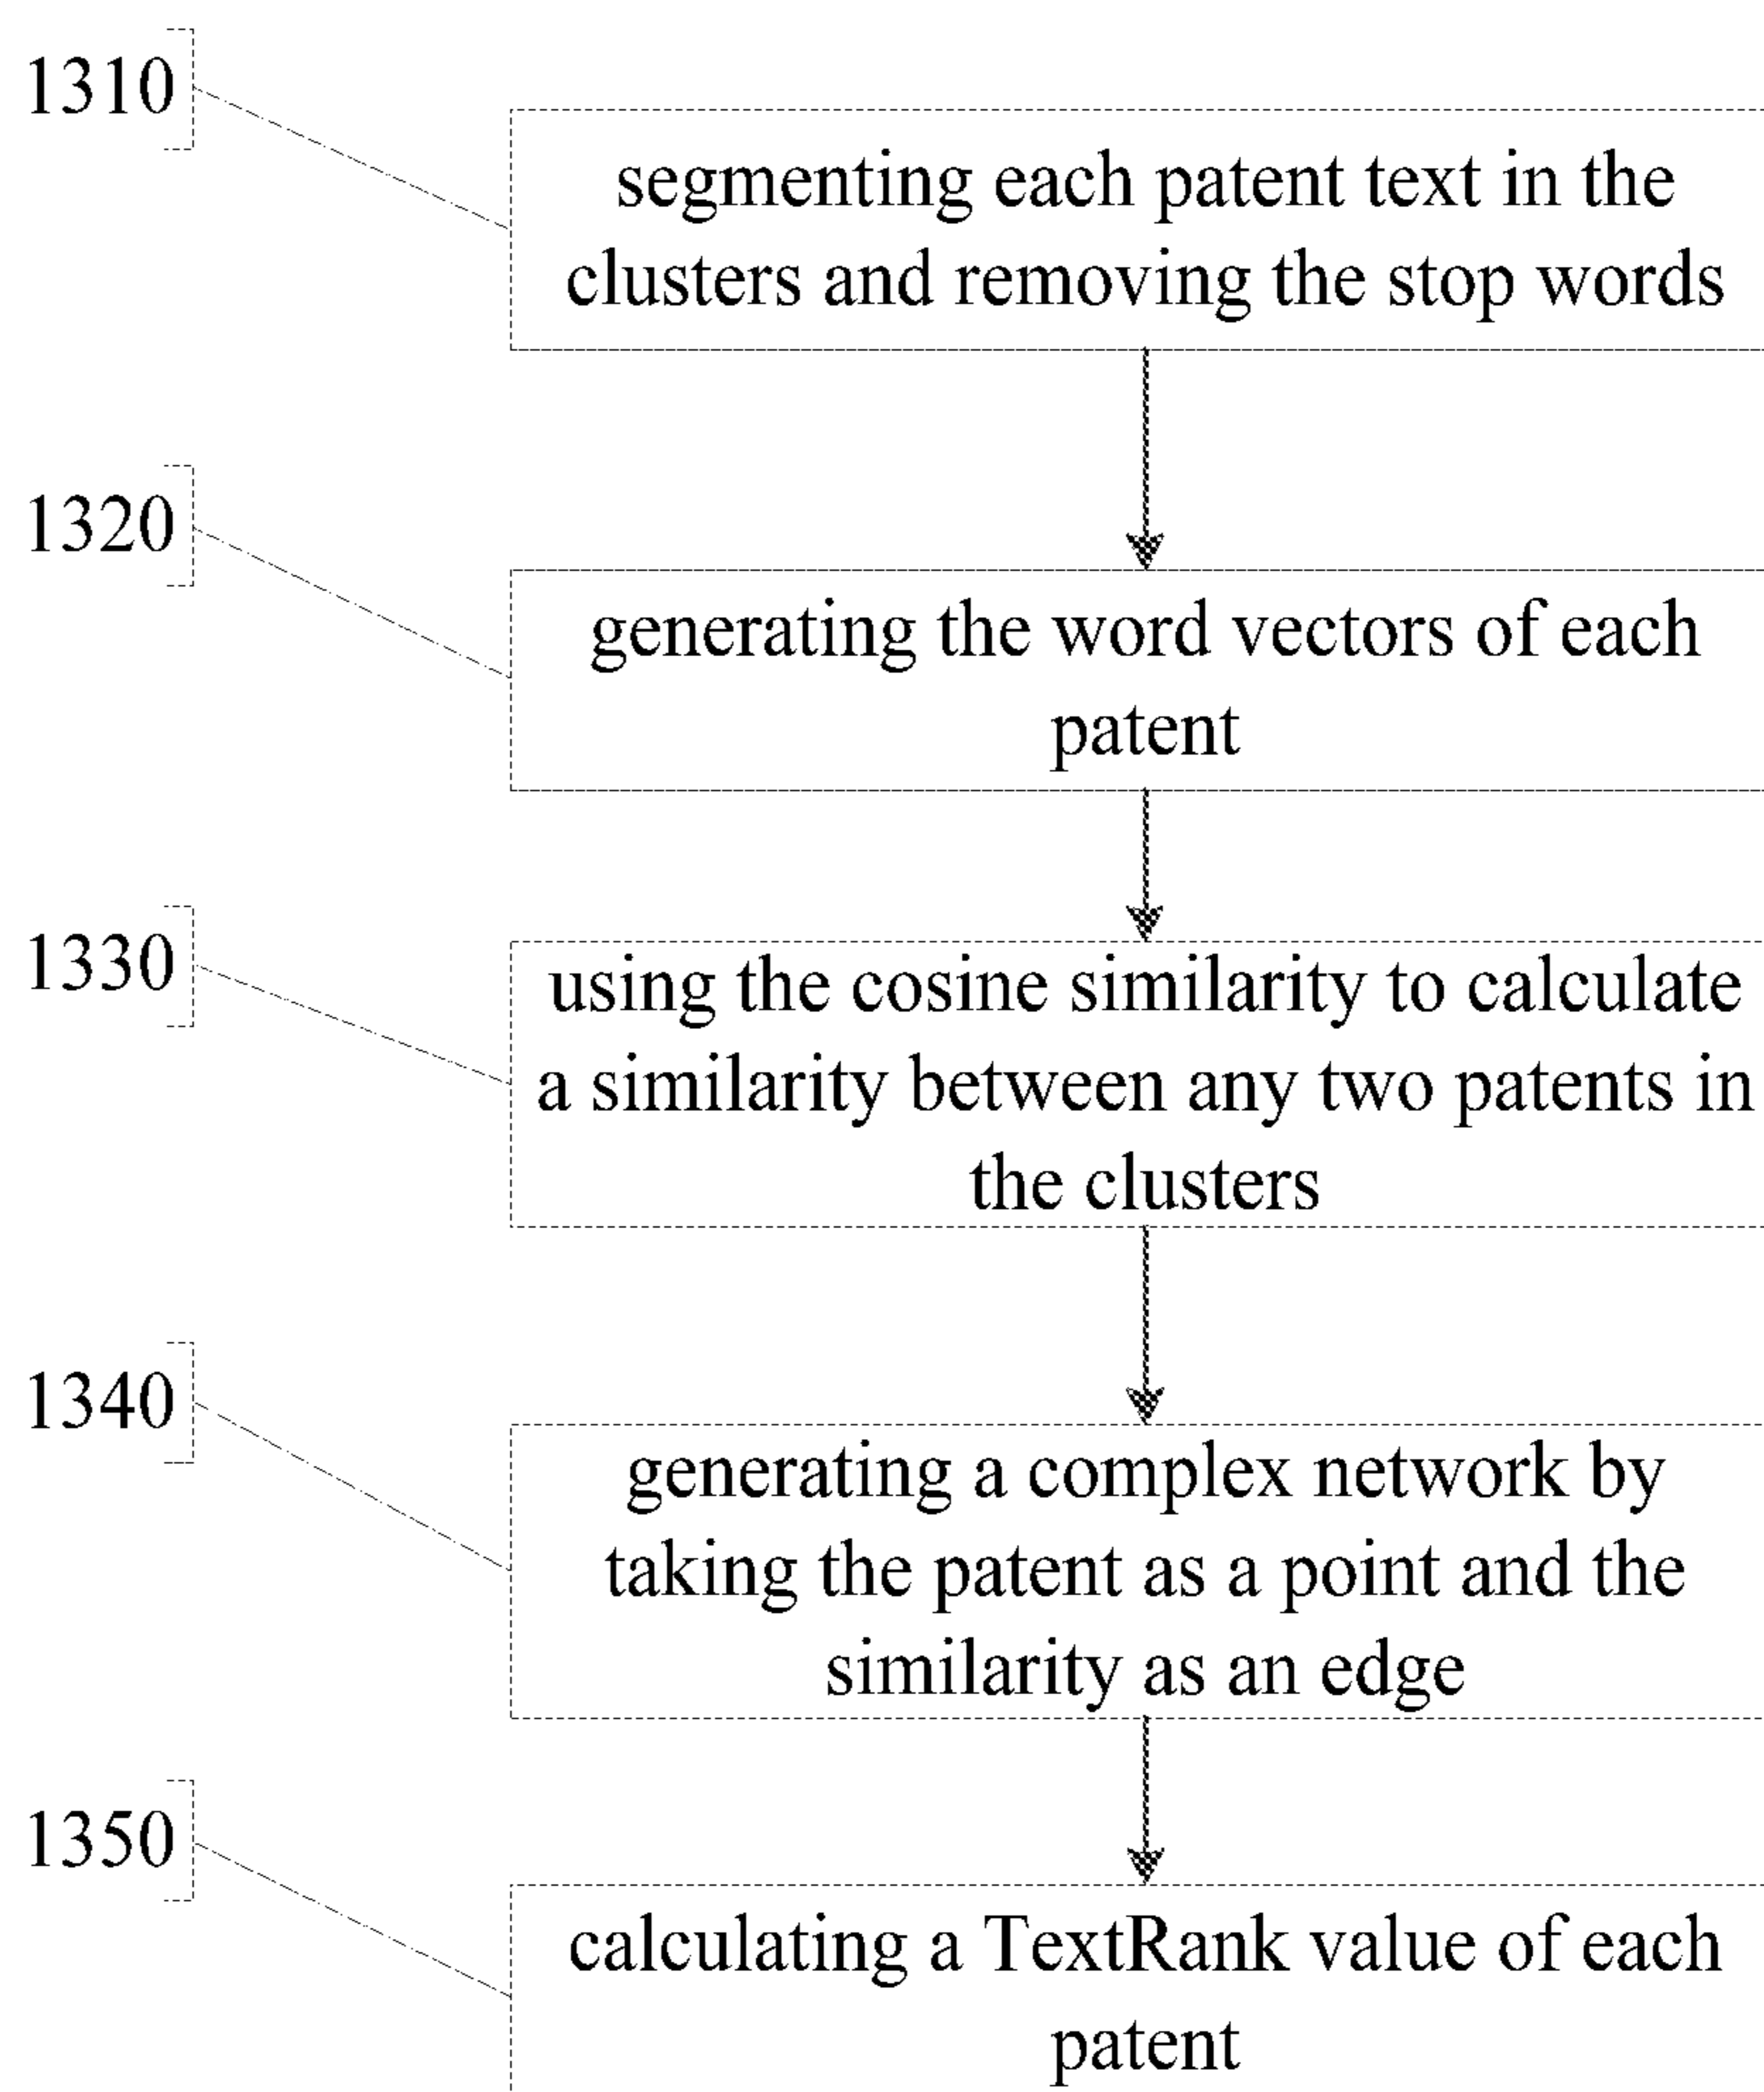 1310
segmenting each patent text in the
clusters and removing the stop words
1320
generating the word vectors of each
patent
1330
using the cosine similarity to calculate
a similarity between any two patents in
the clusters
1340
generating a complex network by
taking the patent as a point and the
similarity as an edge
1350
calculating a TextRank value of each
patent